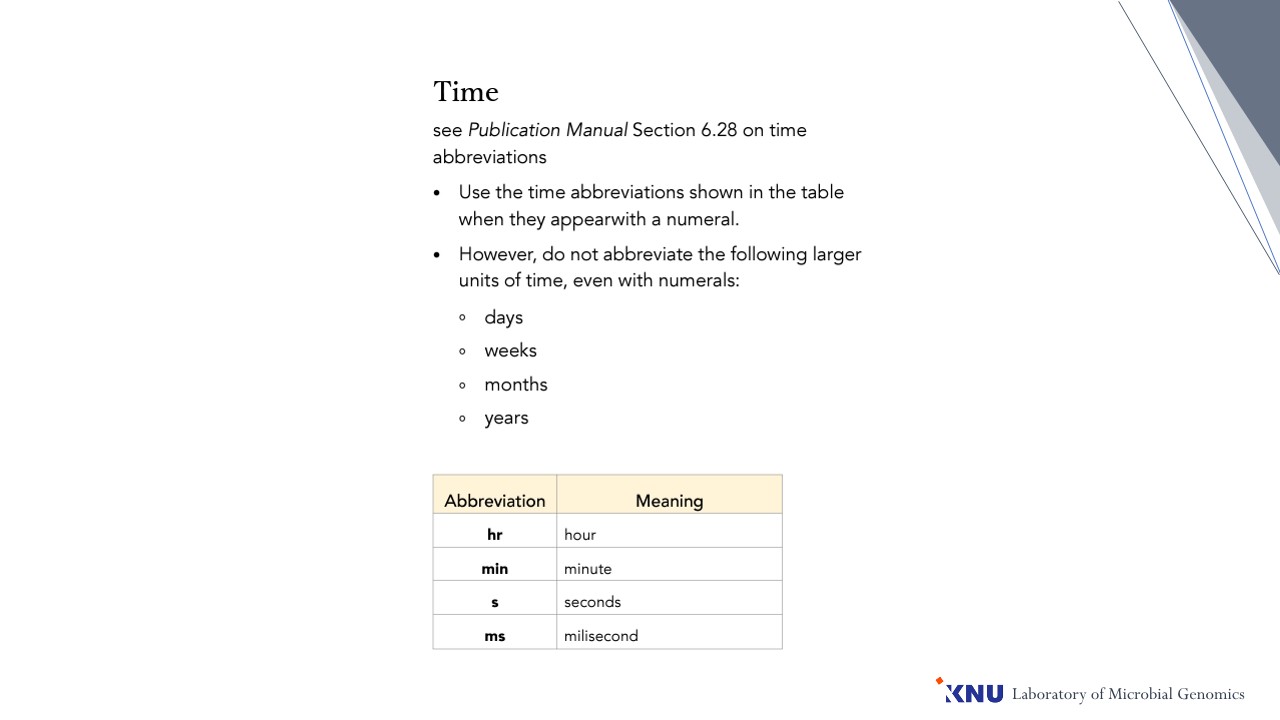 Time
see Publication Manual Section 6.28 on time
abbreviations
• Use the time abbreviations shown in the table
when they appearwith a numeral.
• However, do not abbreviate the following larger
units of time, even with numerals:
◦ days
◦ weeks
◦ months
◦ years
Abbreviation Meaning
hr hour
min minute
s seconds
ms milisecond
KNU Laboratory of Microbial Genomics